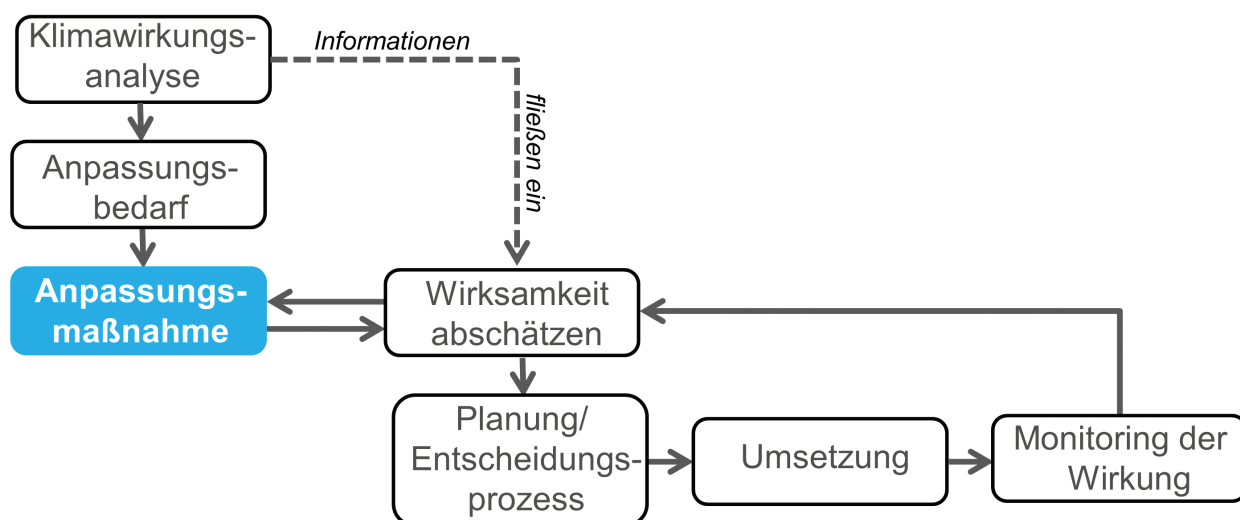 Klimawirkungs-
analyse
Informationen
fließen ein
Anpassungs-
bedarf
Anpassungs-
maßnahme
Wirksamkeit
abschätzen
Planung/
Entscheidungs-
prozess
Umsetzung
Monitoring der
Wirkung